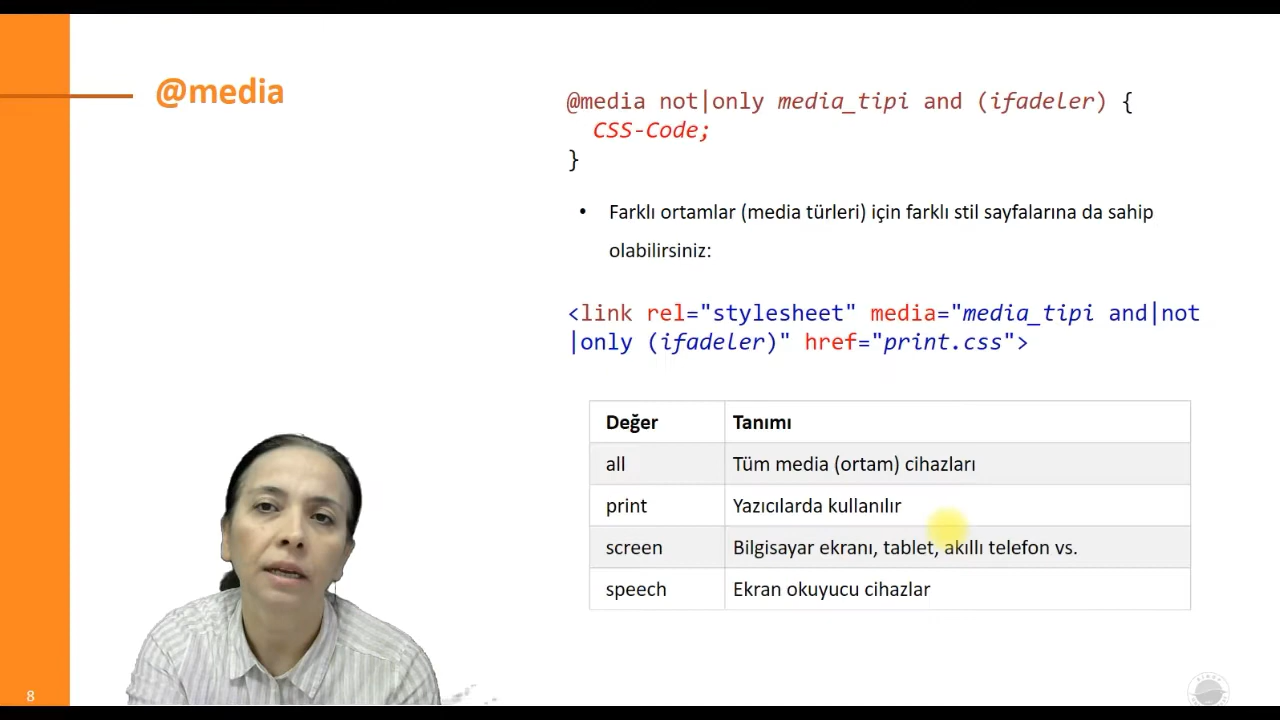 @media
@media not|only media_tipi and (ifadeler) {
CSS-Code;
}
• Farklı ortamlar (media türleri) için farklı stil sayfalarına da sahip
olabilirsiniz:
<link rel="stylesheet" media="media_tipi and|not
|only (ifadeler)" href="print.css">
Değer Tanımı
all Tüm media (ortam) cihazları
print Yazıcılarda kullanılır
screen Bilgisayar ekranı, tablet, akıllı telefon vs.
speech Ekran okuyucu cihazlar
8